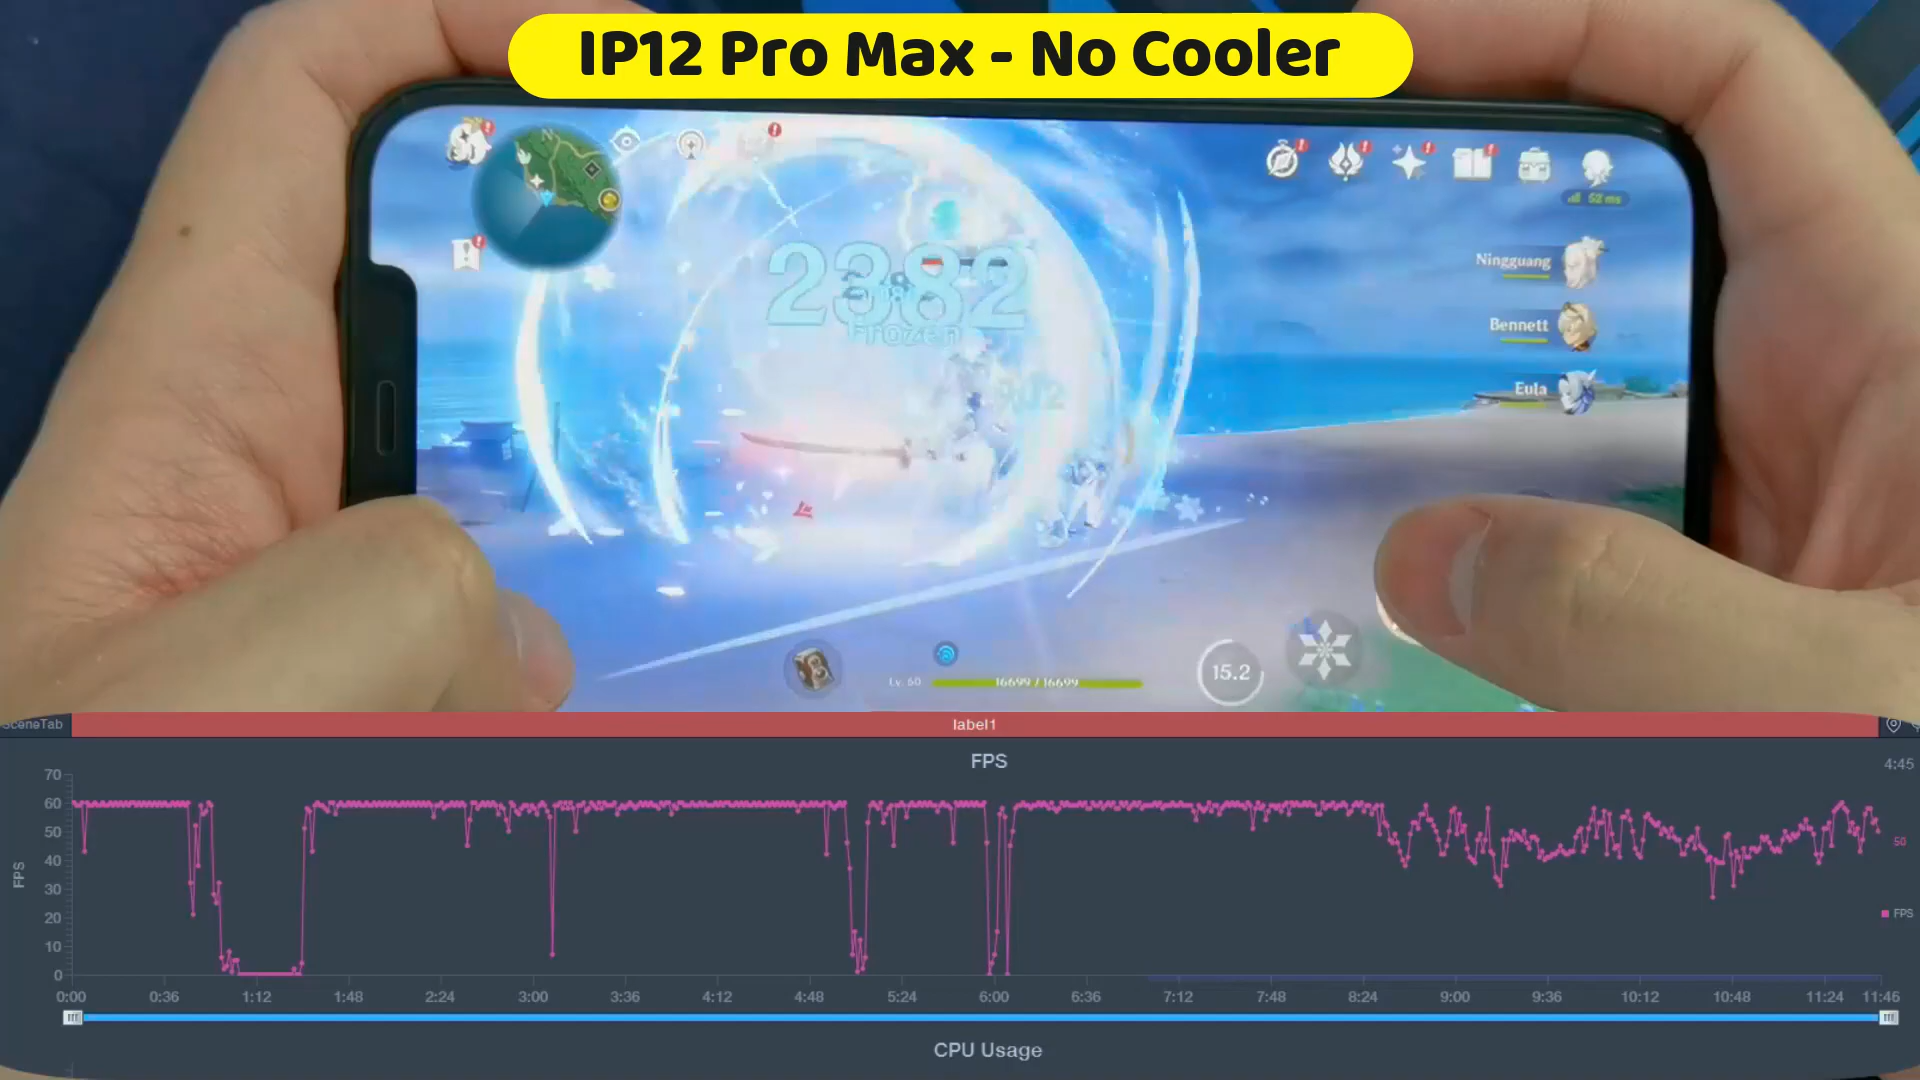 IP12 Pro Max - No Cooler
52 ms
Ningguang
2382
Frozen
Bennett
Eula
15.2
Lv. 60
16699 / 16699
SceneTab
label1
FPS
4:45
70
60
50
40
30
20
10
0
FPS
50
FPS
0:00 0:36 1:12 1:48 2:24 3:00 3:36 4:12 4:48 5:24 6:00 6:36 7:12 7:48 8:24 9:00 9:36 10:12 10:48 11:24 11:46
CPU Usage